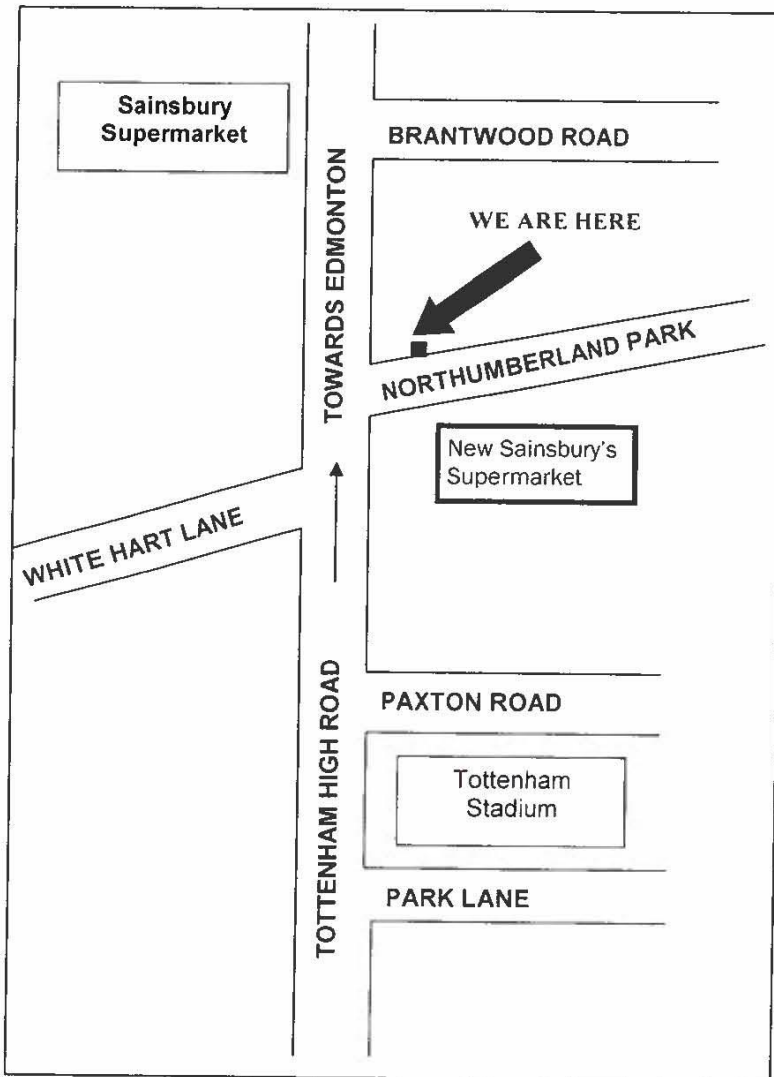 Sainsbury
Supermarket
BRANTWOOD ROAD
WE ARE HERE
TOWARDS EDMONTON
NORTHUMBERLAND PARK
New Sainsbury's
Supermarket
WHITE HART LANE
PAXTON ROAD
TOTTENHAM HIGH ROAD
Tottenham
Stadium
PARK LANE